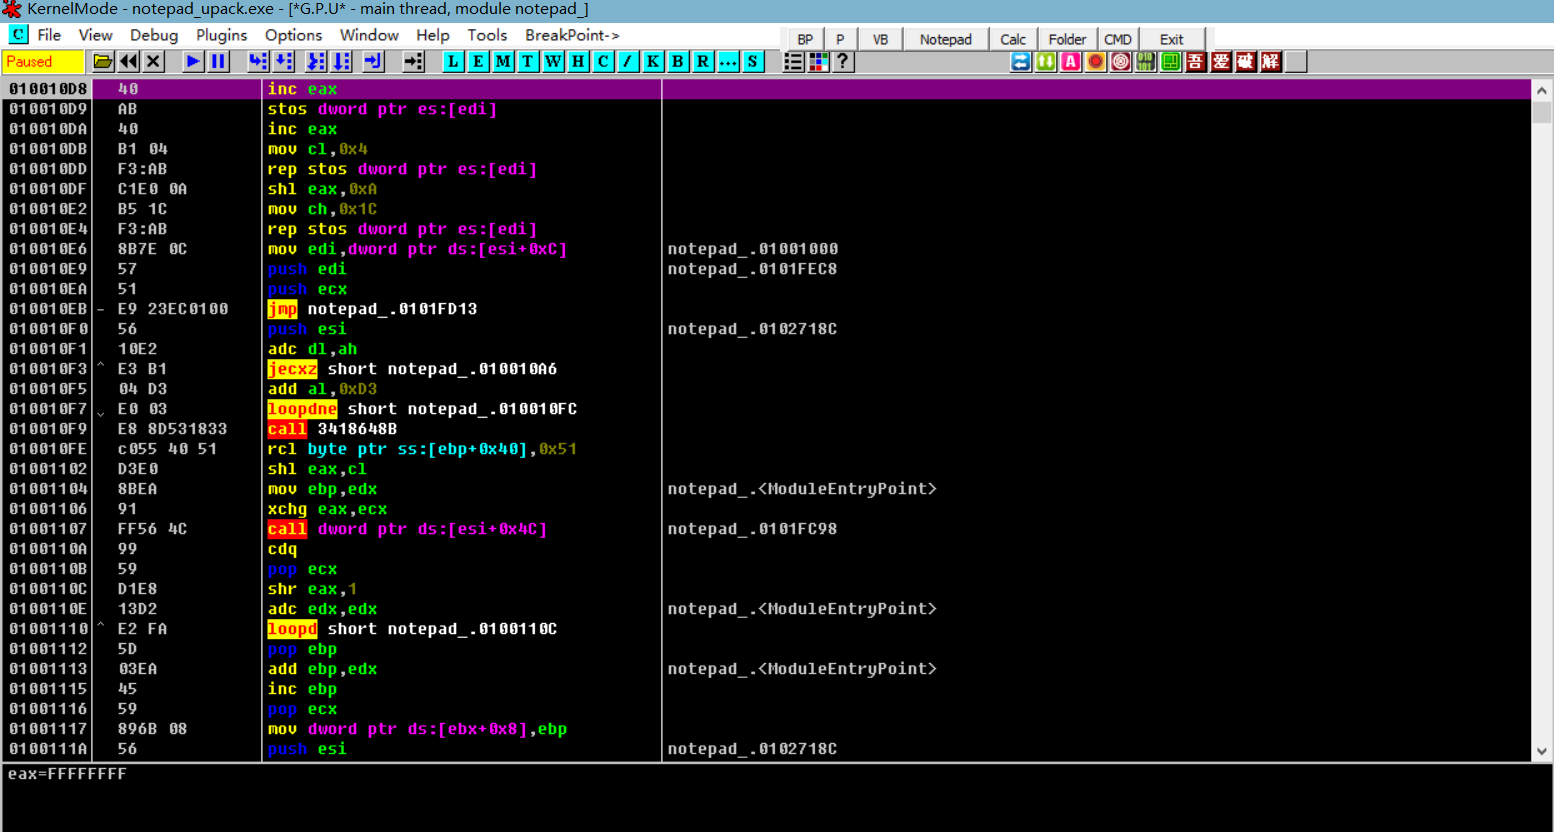 KernelMode - notepad_upack.exe - [*G.P.U* - main thread, module notepad_]
C File View Debug Plugins Options Window Help Tools BreakPoint-> BP P VB Notepad Calc Folder CMD Exit
Paused L E M T W H C / K B R ... S ? A 吾 爱 破 解
010010D8 40 inc eax
010010D9 AB stos dword ptr es:[edi]
010010DA 40 inc eax
010010DB B1 04 mov cl,0x4
010010DD F3:AB rep stos dword ptr es:[edi]
010010DF C1E0 0A shl eax,0xA
010010E2 B5 1C mov ch,0x1C
010010E4 F3:AB rep stos dword ptr es:[edi]
010010E6 8B7E 0C mov edi,dword ptr ds:[esi+0xC] notepad_.01001000
010010E9 57 push edi notepad_.0101FEC8
010010EA 51 push ecx
010010EB - E9 23EC0100 jmp notepad_.0101FD13
010010F0 56 push esi notepad_.0102718C
010010F1 10E2 adc dl,ah
010010F3 ^ E3 B1 jecxz short notepad_.010010A6
010010F5 04 D3 add al,0xD3
010010F7 E0 03 loopdne short notepad_.010010FC
010010F9 E8 8D531833 call 3418648B
010010FE c055 40 51 rcl byte ptr ss:[ebp+0x40],0x51
01001102 D3E0 shl eax,cl
01001104 8BEA mov ebp,edx notepad_.<ModuleEntryPoint>
01001106 91 xchg eax,ecx
01001107 FF56 4C call dword ptr ds:[esi+0x4C] notepad_.0101FC98
0100110A 99 cdq
0100110B 59 pop ecx
0100110C D1E8 shr eax,1
0100110E 13D2 adc edx,edx notepad_.<ModuleEntryPoint>
01001110 ^ E2 FA loopd short notepad_.0100110C
01001112 5D pop ebp
01001113 03EA add ebp,edx notepad_.<ModuleEntryPoint>
01001115 45 inc ebp
01001116 59 pop ecx
01001117 896B 08 mov dword ptr ds:[ebx+0x8],ebp
0100111A 56 push esi notepad_.0102718C
eax=FFFFFFFF